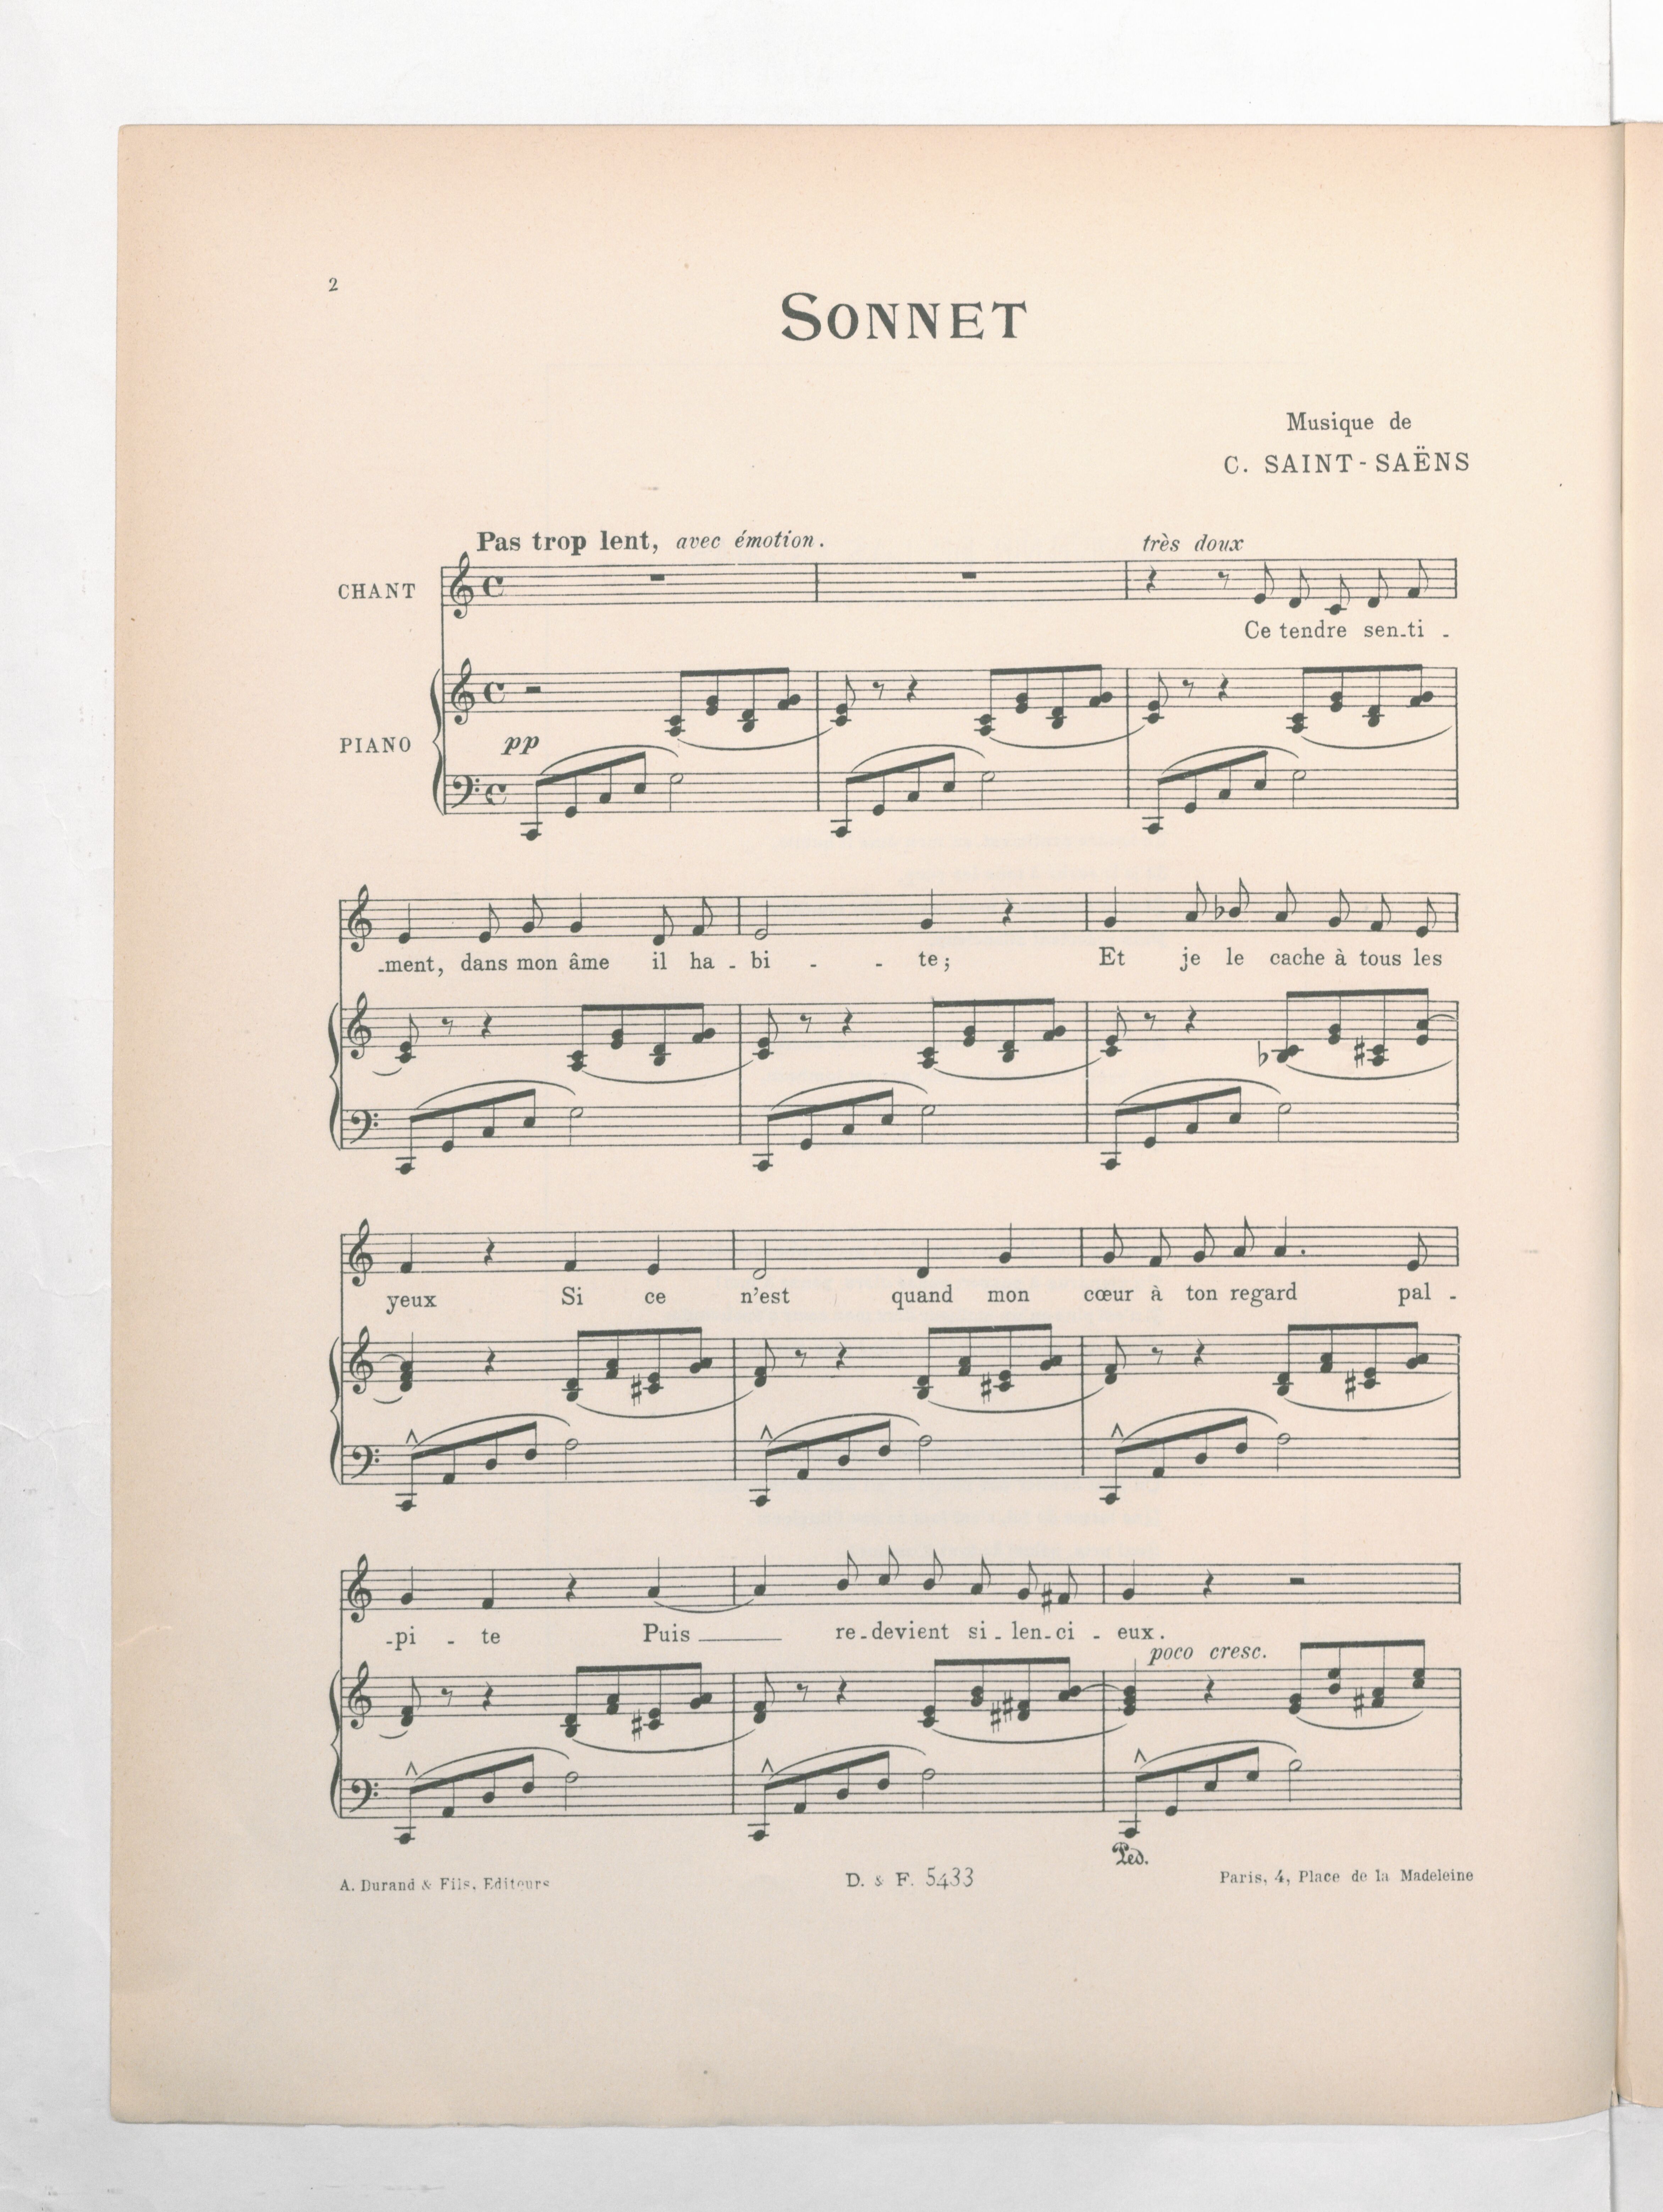 2
SONNET
Musique de
C. SAINT-SAËNS
Pas trop lent, avec émotion.
très doux
CHANT
Ce tendre sen-ti -
PIANO
pp
-ment, dans mon âme il ha - bi - - te; Et je le cache à tous les
yeux Si ce n'est quand mon cœur à ton regard pal -
-pi - te Puis re-devient si-len-ci - eux.
poco cresc.
Ped.
A. Durand & Fils, Editeurs
D. & F. 5433
Paris, 4, Place de la Madeleine